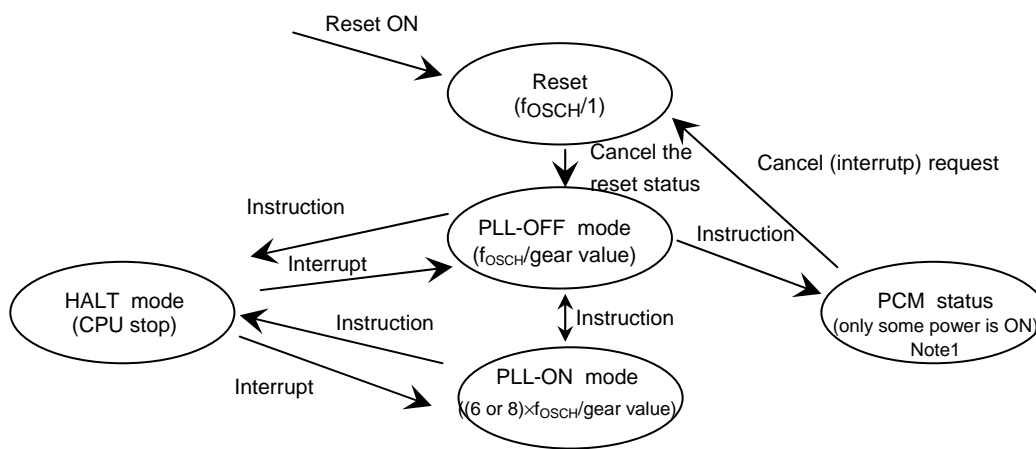 Reset ON
Reset
(fOSCH/1)
Cancel the
reset status
Cancel (interrutp) request
Instruction
PLL-OFF mode
(fOSCH/gear value)
Instruction
Interrupt
HALT mode
(CPU stop)
Instruction
Instruction
PCM status
(only some power is ON)
Note1
Interrupt
PLL-ON mode
((6 or 8)×fOSCH/gear value)